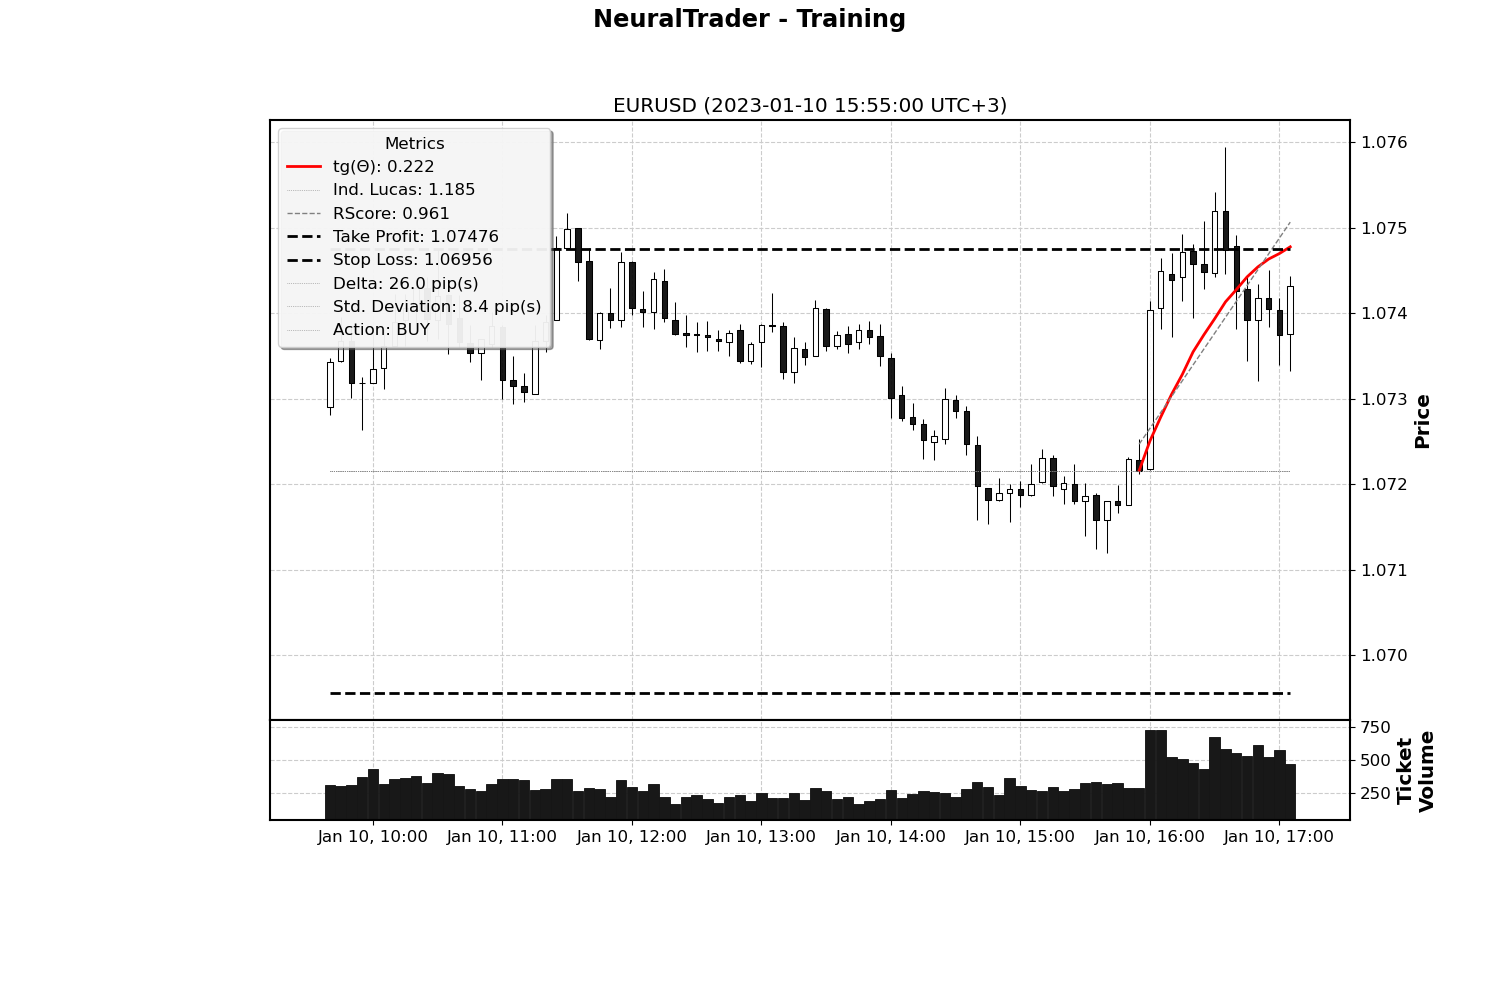 NeuralTrader - Training
EURUSD (2023-01-10 15:55:00 UTC+3)
Metrics
tg(Θ): 0.222
Ind. Lucas: 1.185
RScore: 0.961
Take Profit: 1.07476
Stop Loss: 1.06956
Delta: 26.0 pip(s)
Std. Deviation: 8.4 pip(s)
Action: BUY
1.076
1.075
1.074
1.073
1.072
1.071
1.070
Price
750
500
250
Ticket
Volume
Jan 10, 10:00
Jan 10, 11:00
Jan 10, 12:00
Jan 10, 13:00
Jan 10, 14:00
Jan 10, 15:00
Jan 10, 16:00
Jan 10, 17:00